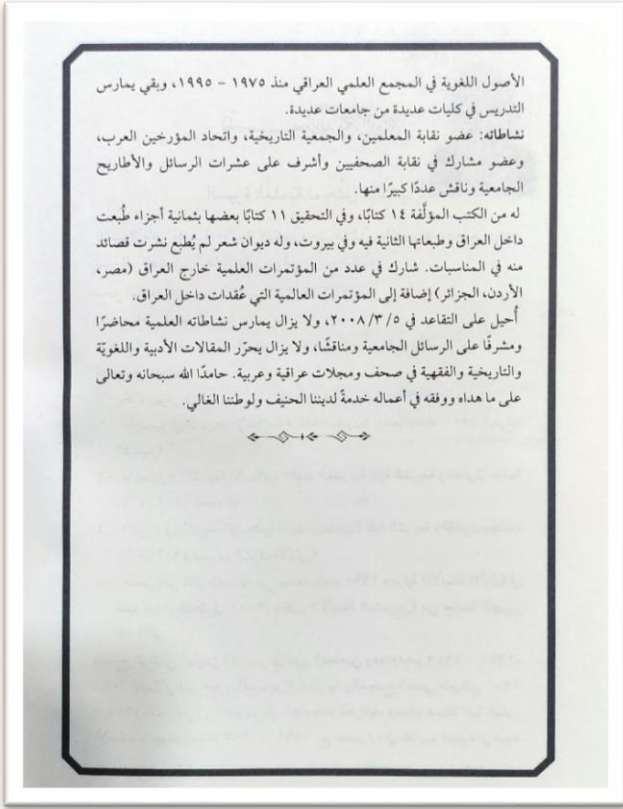 الأصول اللغوية في المجمع العلمي العراقي منذ ١٩٧٥ - ١٩٩٥، وبقي يمارس
التدريس في كليات عديدة من جامعات عديدة.
نشاطاته: عضو نقابة المعلمين، والجمعية التاريخية، واتحاد المؤرخين العرب،
وعضو مشارك في نقابة الصحفيين وأشرف على عشرات الرسائل والأطاريح
الجامعية وناقش عددًا كبيرًا منها.
له من الكتب المؤلَّفة ١٤ كتابًا، وفي التحقيق ١١ كتابًا بعضها بثمانية أجزاء طُبعت
داخل العراق وطبعاتها الثانية فيه وفي بيروت، وله ديوان شعر لم يُطبع نشرت قصائد
منه في المناسبات. شارك في عدد من المؤتمرات العلمية خارج العراق (مصر،
الأردن، الجزائر) إضافة إلى المؤتمرات العالمية التي عُقدات داخل العراق.
أُحيل على التقاعد في ٢٠٠٨/٣/٥، ولا يزال يمارس نشاطاته العلمية محاضرًا
ومشرفًا على الرسائل الجامعية ومناقشًا، ولا يزال يحرّر المقالات الأدبية واللغويّة
والتاريخية والفقهية في صحف ومجلات عراقية وعربية. حامدًا الله سبحانه وتعالى
على ما هداه ووفقه في أعماله خدمةً لديننا الحنيف ولوطننا الغالي.